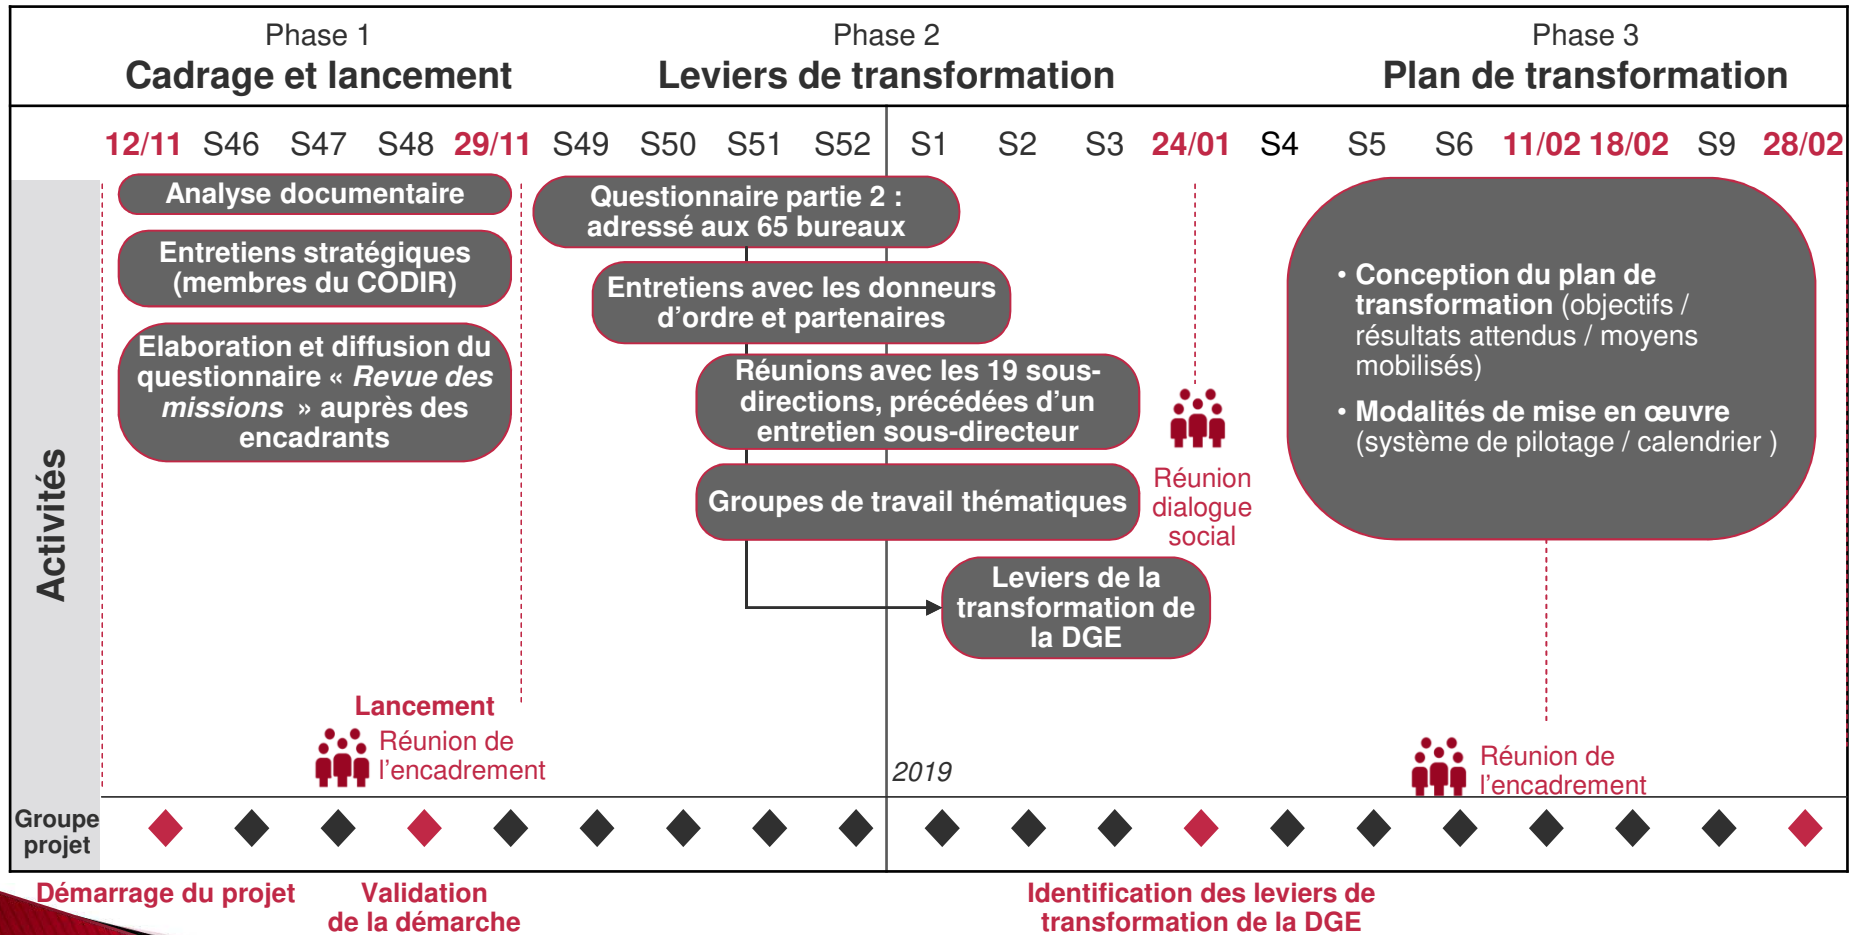 Phase 1
Cadrage et lancement
Phase 2
Leviers de transformation
Phase 3
Plan de transformation
12/11 S46 S47 S48 29/11 S49 S50 S51 S52 S1 S2 S3 24/01 S4 S5 S6 11/02 18/02 S9 28/02
Activités
Analyse documentaire
Entretiens stratégiques
(membres du CODIR)
Elaboration et diffusion du
questionnaire « Revue des
missions » auprès des
encadrants
Lancement
Réunion de
l'encadrement
Questionnaire partie 2 :
adressé aux 65 bureaux
Entretiens avec les donneurs
d'ordre et partenaires
Réunions avec les 19 sous-
directions, précédées d'un
entretien sous-directeur
Groupes de travail thématiques
Leviers de la
transformation de
la DGE
2019
Réunion
dialogue
social
• Conception du plan de
transformation (objectifs /
résultats attendus / moyens
mobilisés)
• Modalités de mise en œuvre
(système de pilotage / calendrier )
Réunion de
l'encadrement
Groupe
projet
Démarrage du projet
Validation
de la démarche
Identification des leviers de
transformation de la DGE